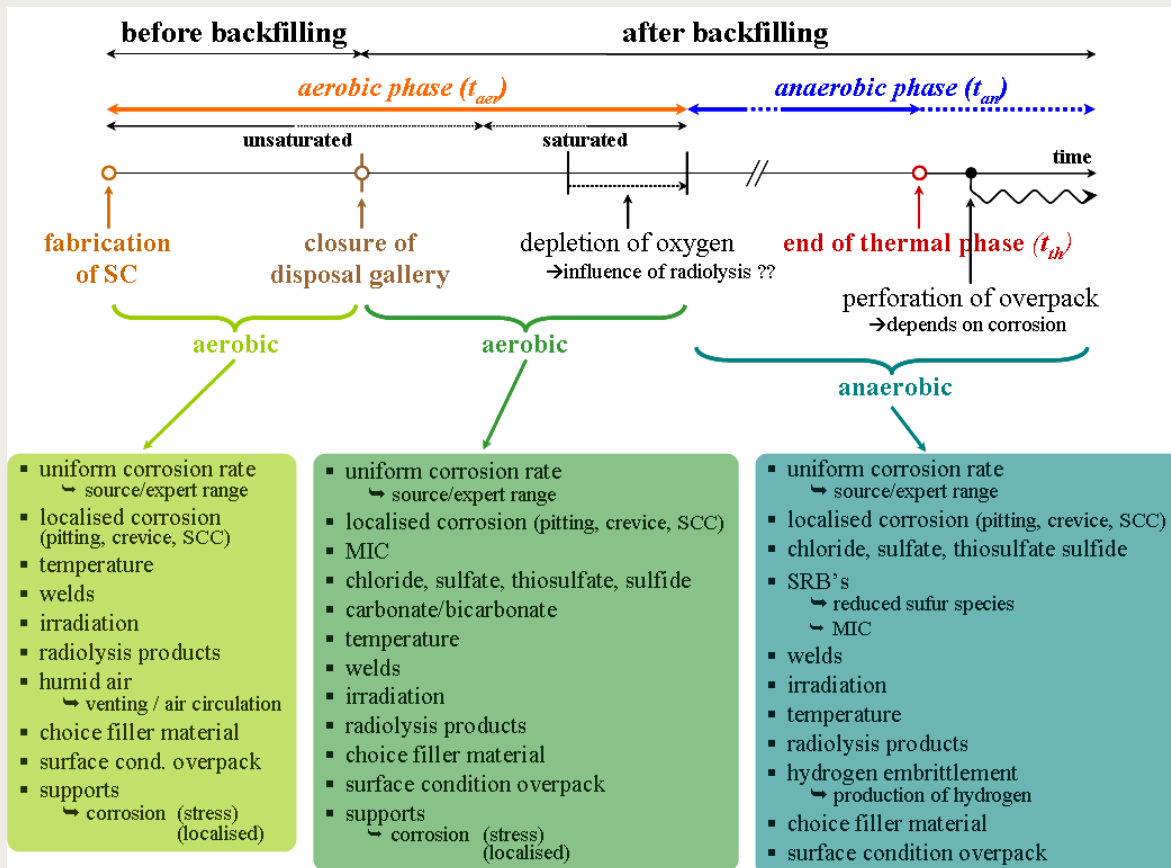 before backfilling
after backfilling
aerobic phase (t_aer)
anaerobic phase (t_an)
unsaturated
saturated
time
fabrication
of SC
closure of
disposal gallery
depletion of oxygen
→influence of radiolysis ??
end of thermal phase (t_th)
perforation of overpack
→depends on corrosion
aerobic
aerobic
anaerobic
▪ uniform corrosion rate
↪ source/expert range
▪ localised corrosion
(pitting, crevice, SCC)
▪ temperature
▪ welds
▪ irradiation
▪ radiolysis products
▪ humid air
↪ venting / air circulation
▪ choice filler material
▪ surface cond. overpack
▪ supports
↪ corrosion (stress)
(localised)
▪ uniform corrosion rate
↪ source/expert range
▪ localised corrosion (pitting, crevice, SCC)
▪ MIC
▪ chloride, sulfate, thiosulfate, sulfide
▪ carbonate/bicarbonate
▪ temperature
▪ welds
▪ irradiation
▪ radiolysis products
▪ choice filler material
▪ surface condition overpack
▪ supports
↪ corrosion (stress)
(localised)
▪ uniform corrosion rate
↪ source/expert range
▪ localised corrosion (pitting, crevice, SCC)
▪ chloride, sulfate, thiosulfate sulfide
▪ SRB's
↪ reduced sufur species
↪ MIC
▪ welds
▪ irradiation
▪ temperature
▪ radiolysis products
▪ hydrogen embrittlement
↪ production of hydrogen
▪ choice filler material
▪ surface condition overpack